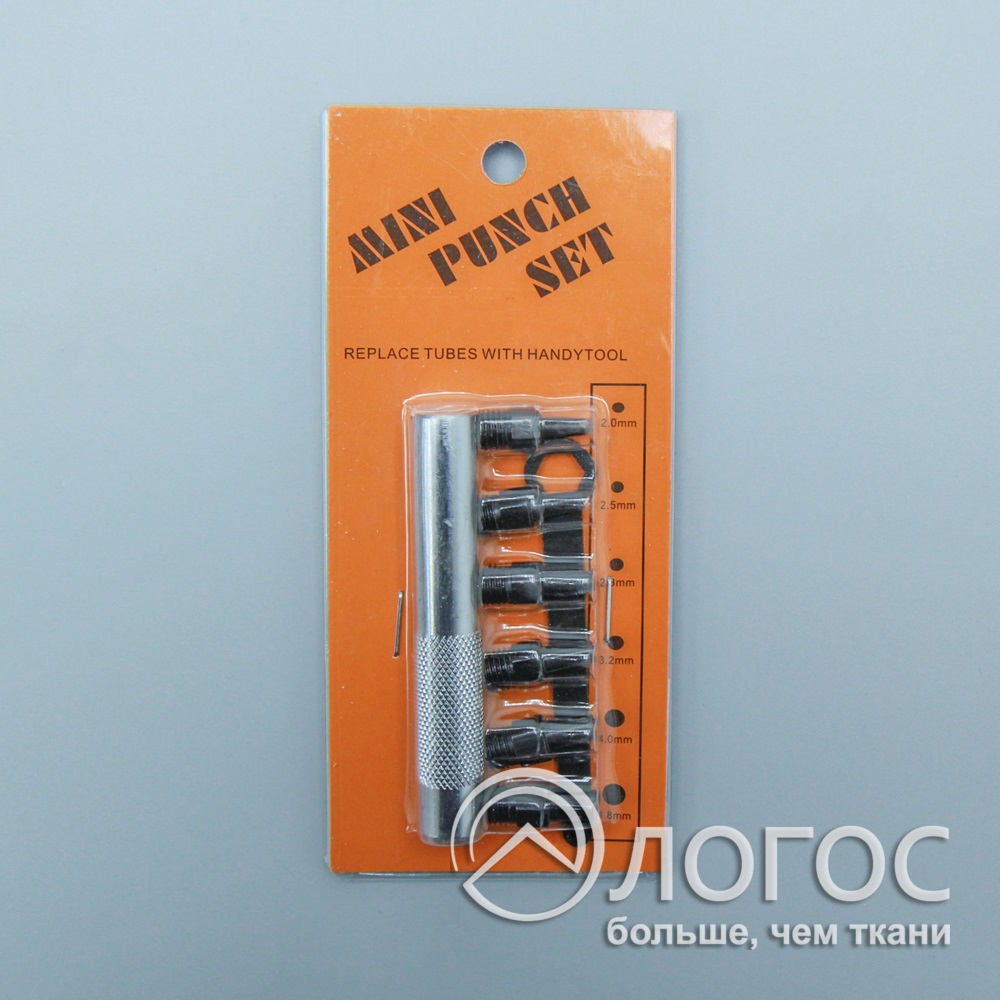 MINI
PUNCH
SET
REPLACE TUBES WITH HANDYTOOL
2.0mm
2.5mm
3.2mm
4.0mm
ЛОГОС
больше, чем ткани